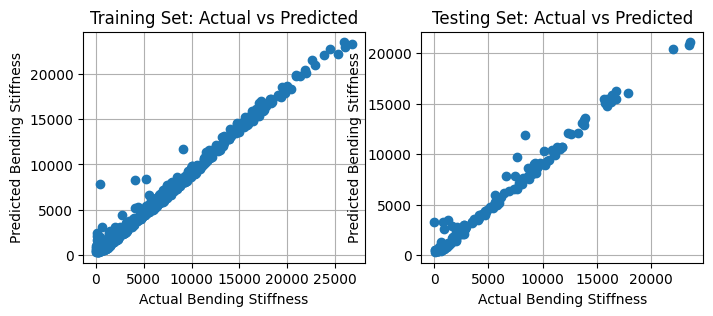 Training Set: Actual vs Predicted
Predicted Bending Stiffness
20000
15000
10000
5000
0
0 5000 10000 15000 20000 25000
Actual Bending Stiffness
Testing Set: Actual vs Predicted
Predicted Bending Stiffness
20000
15000
10000
5000
0
0 5000 10000 15000 20000
Actual Bending Stiffness